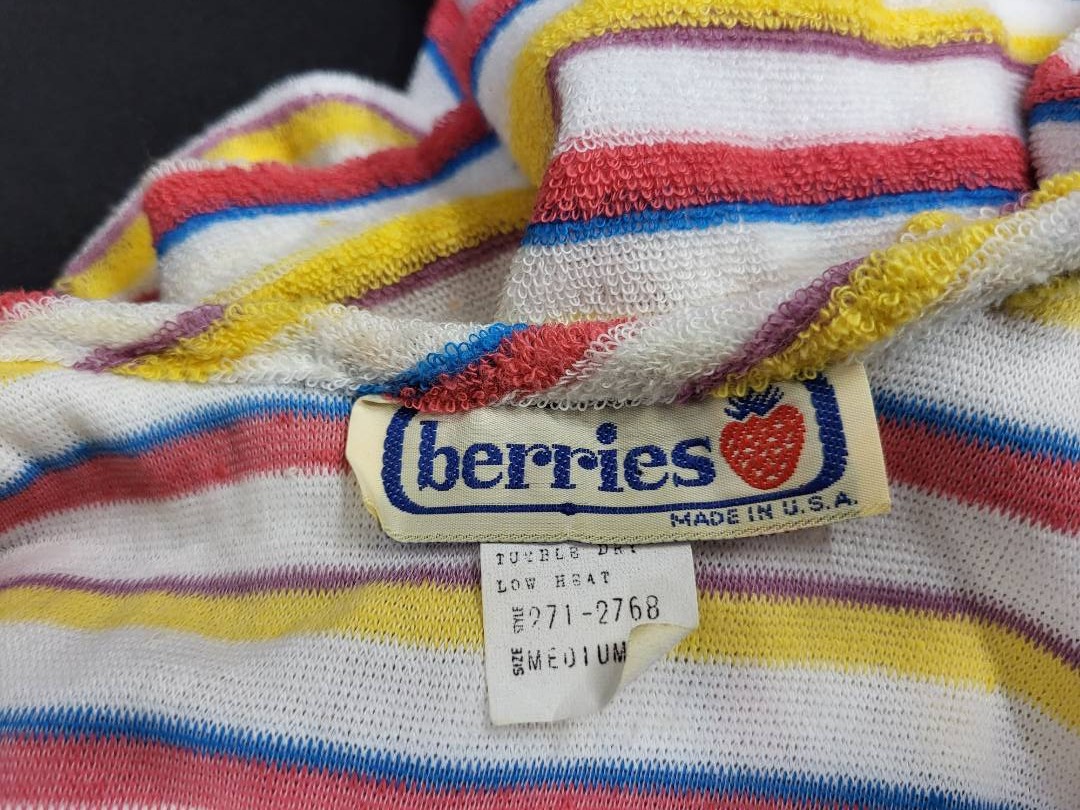 berries
MADE IN U.S.A.
TUMBLE DRY
LOW HEAT
STYLE 271-2768
SIZE MEDIUM